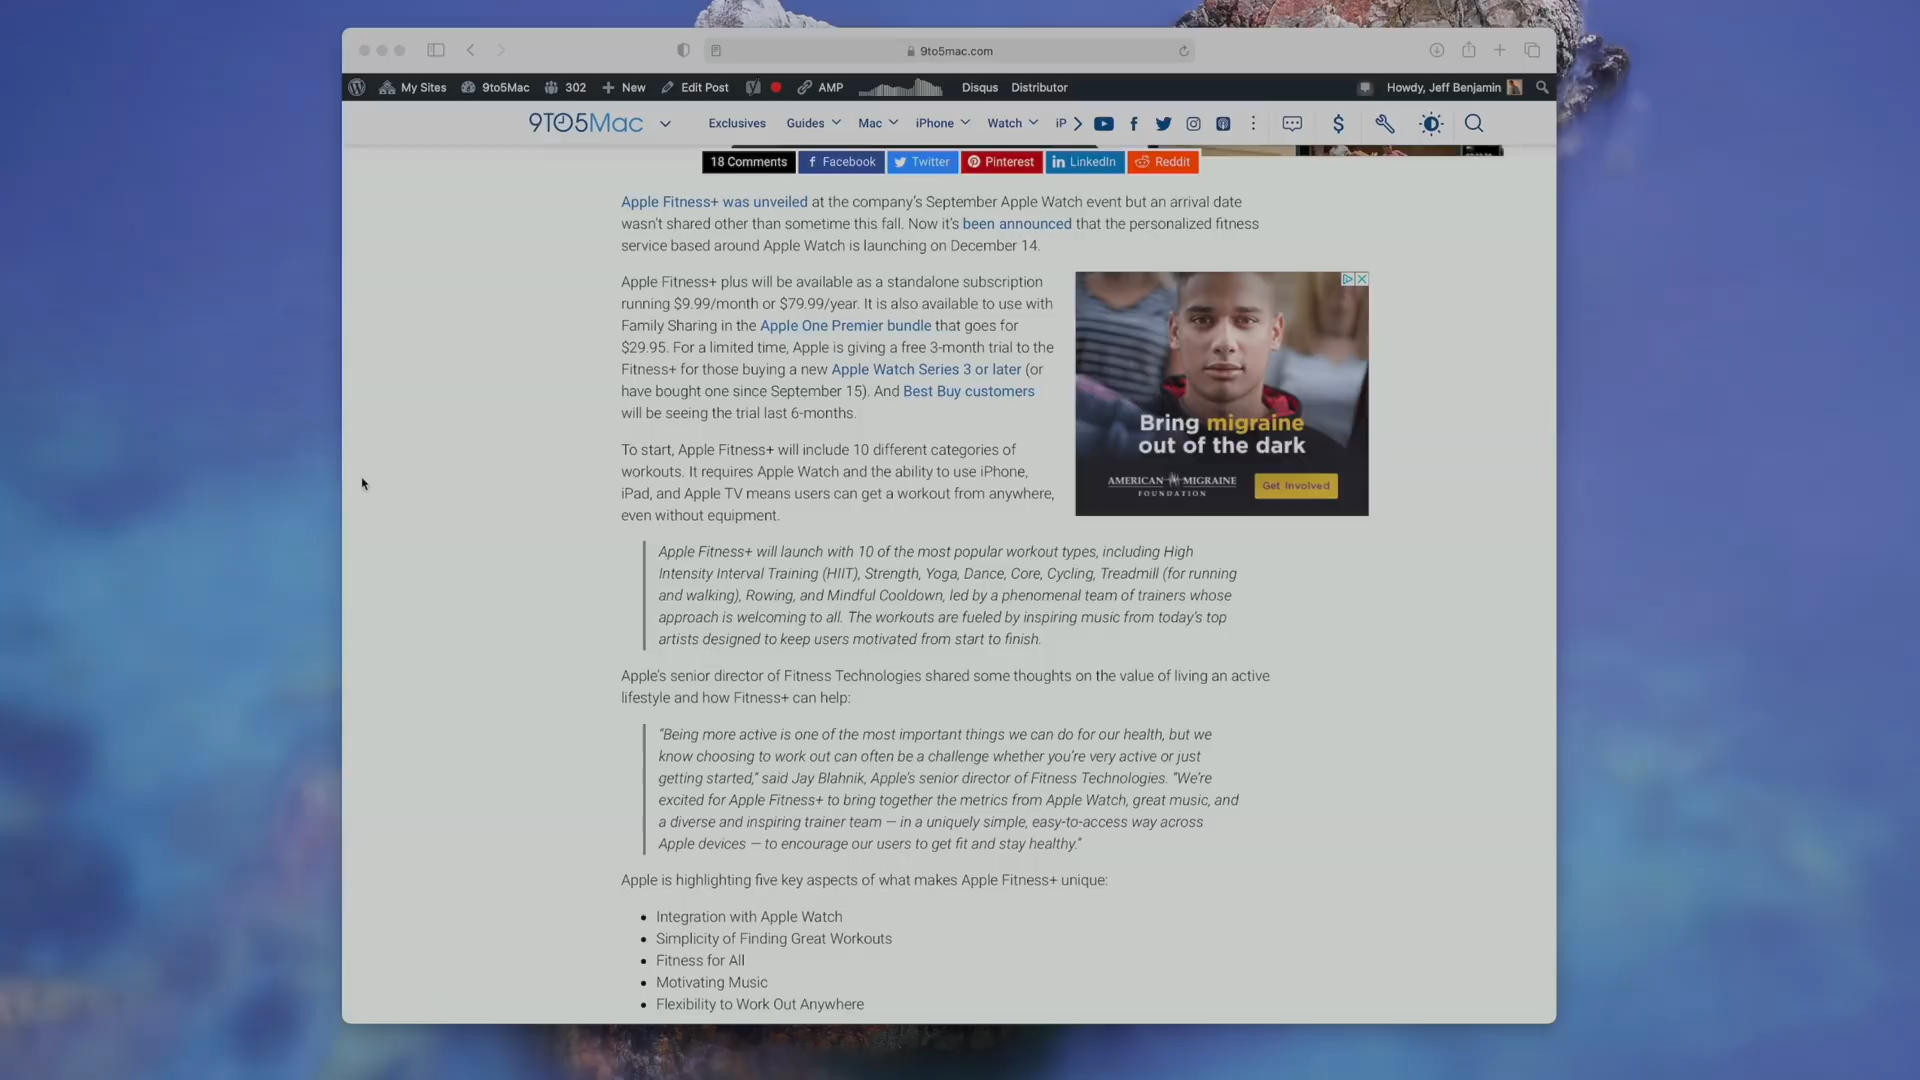 9to5mac.com
My Sites 9to5Mac 302 New Edit Post AMP Disqus Distributor Howdy, Jeff Benjamin
9TO5Mac Exclusives Guides Mac iPhone Watch iP
18 Comments Facebook Twitter Pinterest LinkedIn Reddit
Apple Fitness+ was unveiled at the company's September Apple Watch event but an arrival date
wasn't shared other than sometime this fall. Now it's been announced that the personalized fitness
service based around Apple Watch is launching on December 14.
Apple Fitness+ plus will be available as a standalone subscription
running $9.99/month or $79.99/year. It is also available to use with
Family Sharing in the Apple One Premier bundle that goes for
$29.95. For a limited time, Apple is giving a free 3-month trial to the
Fitness+ for those buying a new Apple Watch Series 3 or later (or
have bought one since September 15). And Best Buy customers
will be seeing the trial last 6-months.
Bring migraine
out of the dark
AMERICAN MIGRAINE
FOUNDATION
Get Involved
To start, Apple Fitness+ will include 10 different categories of
workouts. It requires Apple Watch and the ability to use iPhone,
iPad, and Apple TV means users can get a workout from anywhere,
even without equipment.
Apple Fitness+ will launch with 10 of the most popular workout types, including High
Intensity Interval Training (HIIT), Strength, Yoga, Dance, Core, Cycling, Treadmill (for running
and walking), Rowing, and Mindful Cooldown, led by a phenomenal team of trainers whose
approach is welcoming to all. The workouts are fueled by inspiring music from today's top
artists designed to keep users motivated from start to finish.
Apple's senior director of Fitness Technologies shared some thoughts on the value of living an active
lifestyle and how Fitness+ can help:
“Being more active is one of the most important things we can do for our health, but we
know choosing to work out can often be a challenge whether you're very active or just
getting started,” said Jay Blahnik, Apple's senior director of Fitness Technologies. “We're
excited for Apple Fitness+ to bring together the metrics from Apple Watch, great music, and
a diverse and inspiring trainer team — in a uniquely simple, easy-to-access way across
Apple devices — to encourage our users to get fit and stay healthy.”
Apple is highlighting five key aspects of what makes Apple Fitness+ unique:
• Integration with Apple Watch
• Simplicity of Finding Great Workouts
• Fitness for All
• Motivating Music
• Flexibility to Work Out Anywhere